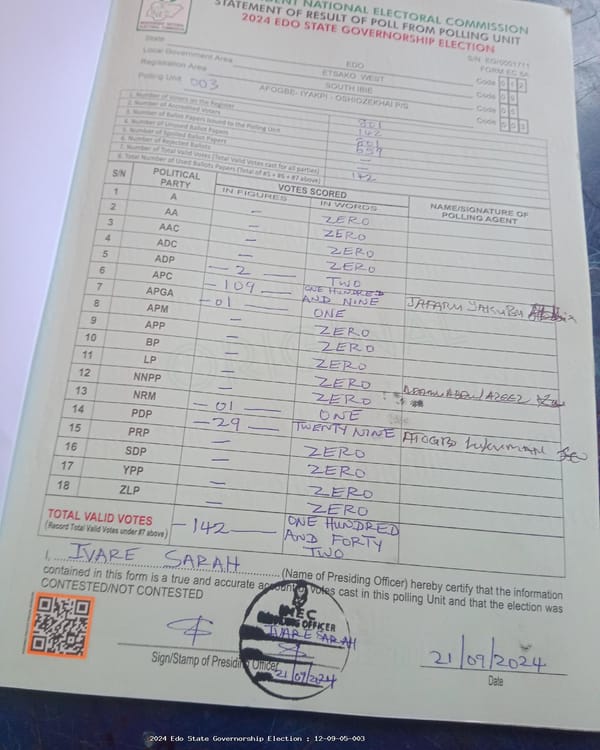 INDEPENDENT NATIONAL ELECTORAL COMMISSION
STATEMENT OF RESULT OF POLL FROM POLLING UNIT
2024 EDO STATE GOVERNORSHIP ELECTION
S/N EG/0001711
FORM EC 8A
State EDO Code 012
Local Government Area ETSAKO WEST Code 09
Registration Area SOUTH IBIE Code 05
Polling Unit 003 AFOGBE- IYAKPI - OSHIOZEKHAI P/S Code 003
1. Number of Voters on the Register 801
2. Number of Accredited Voters 142
3. Number of Ballot Papers Issued to the Polling Unit 801
4. Number of Unused Ballot Papers 659
5. Number of Spoiled Ballot Papers —
6. Number of Rejected Ballots —
7. Number of Total Valid Votes (Total Valid Votes cast for all parties)
8. Total Number of Used Ballots Papers (Total of #5 + #6 + #7 above) 142
S/N POLITICAL PARTY VOTES SCORED NAME/SIGNATURE OF POLLING AGENT
IN FIGURES IN WORDS
1 A — ZERO
2 AA — ZERO
3 AAC — ZERO
4 ADC — ZERO
5 ADP — 2 — TWO
6 APC — 109 — ONE HUNDRED AND NINE
7 APGA — 01 — ONE
8 APM — ZERO
9 APP — ZERO
10 BP — ZERO
11 LP — ZERO
12 NNPP — ZERO
13 NRM — 01 — ONE
14 PDP — 29 — TWENTY NINE
15 PRP — ZERO
16 SDP — ZERO
17 YPP — ZERO
18 ZLP — ZERO
TOTAL VALID VOTES — 142 — ONE HUNDRED AND FORTY TWO
(Record Total Valid Votes under #7 above)
I, IVARE SARAH (Name of Presiding Officer) hereby certify that the information
contained in this form is a true and accurate account of votes cast in this polling Unit and that the election was
CONTESTED/NOT CONTESTED
INEC
OFFICER
IVARE SARAH
21/09/2024
Sign/Stamp of Presiding Officer
21/09/2024
Date
2024 Edo State Governorship Election : 12-09-05-003